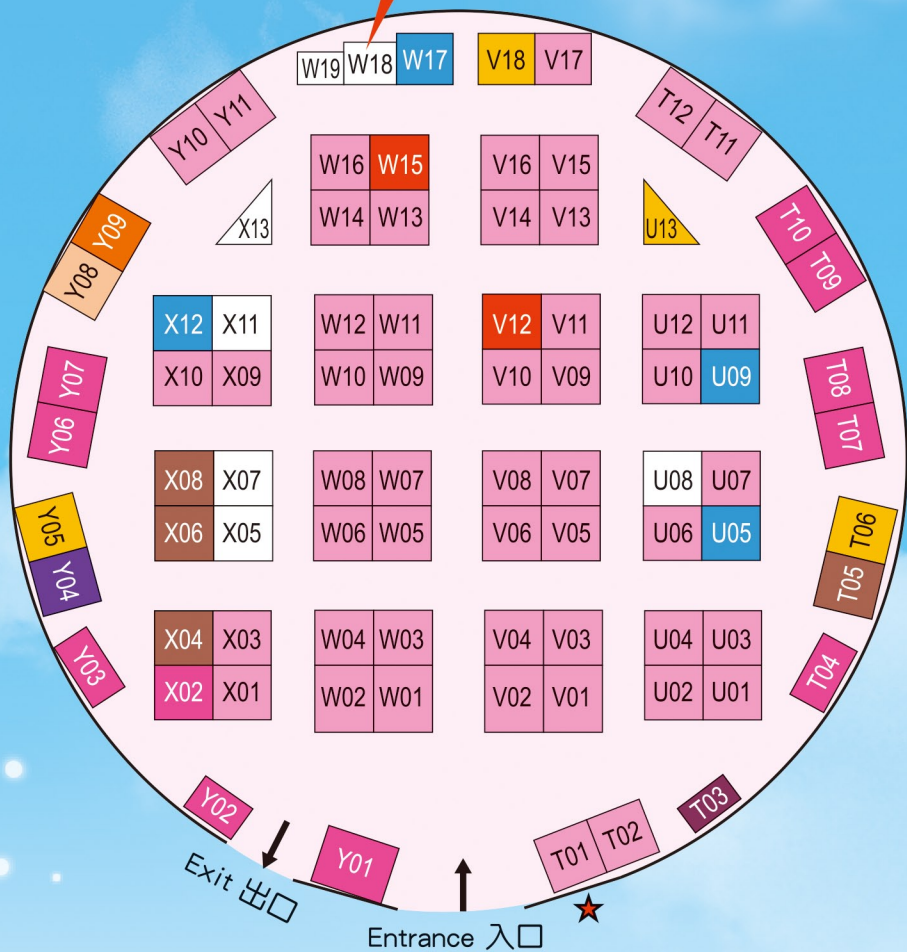 W19 W18 W17 V18 V17
Y10 Y11 T12 T11
W16 W15 V16 V15
X13 W14 W13 V14 V13 U13
Y09 T10
Y08 T09
X12 X11 W12 W11 V12 V11 U12 U11
X10 X09 W10 W09 V10 V09 U10 U09
Y07 T08
Y06 T07
X08 X07 W08 W07 V08 V07 U08 U07
X06 X05 W06 W05 V06 V05 U06 U05
Y05 T06
Y04 T05
X04 X03 W04 W03 V04 V03 U04 U03
Y03 T04
X02 X01 W02 W01 V02 V01 U02 U01
Y02 T03
Y01 T01 T02
Exit 出口
Entrance 入口